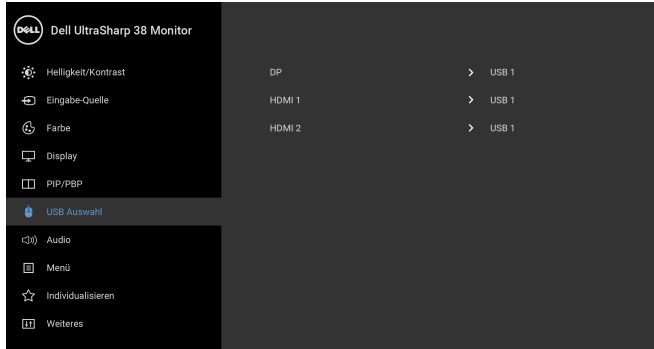 DELL Dell UltraSharp 38 Monitor
Helligkeit/Kontrast
Eingabe-Quelle
Farbe
Display
PIP/PBP
USB Auswahl
Audio
Menü
Individualisieren
Weiteres
DP USB 1
HDMI 1 USB 1
HDMI 2 USB 1